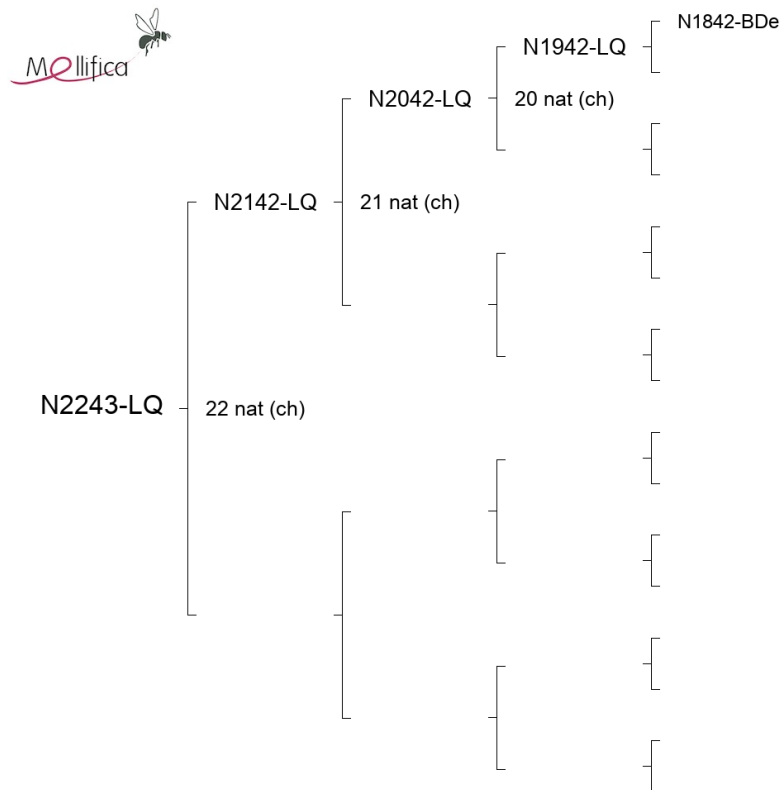 Mellifica
N1842-BDe
N1942-LQ
N2042-LQ
20 nat (ch)
N2142-LQ
21 nat (ch)
N2243-LQ
22 nat (ch)